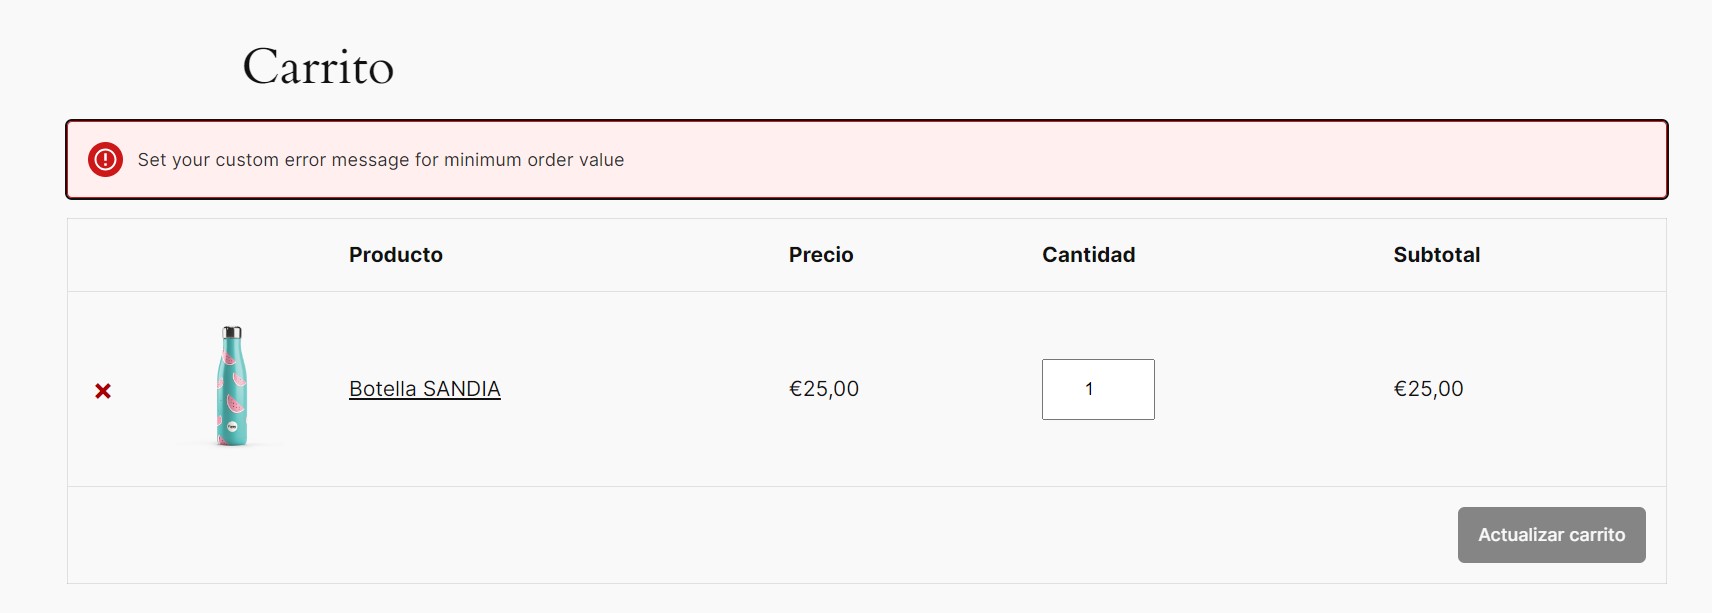 Carrito
Set your custom error message for minimum order value
Producto Precio Cantidad Subtotal
Botella SANDIA €25,00 1 €25,00
Actualizar carrito